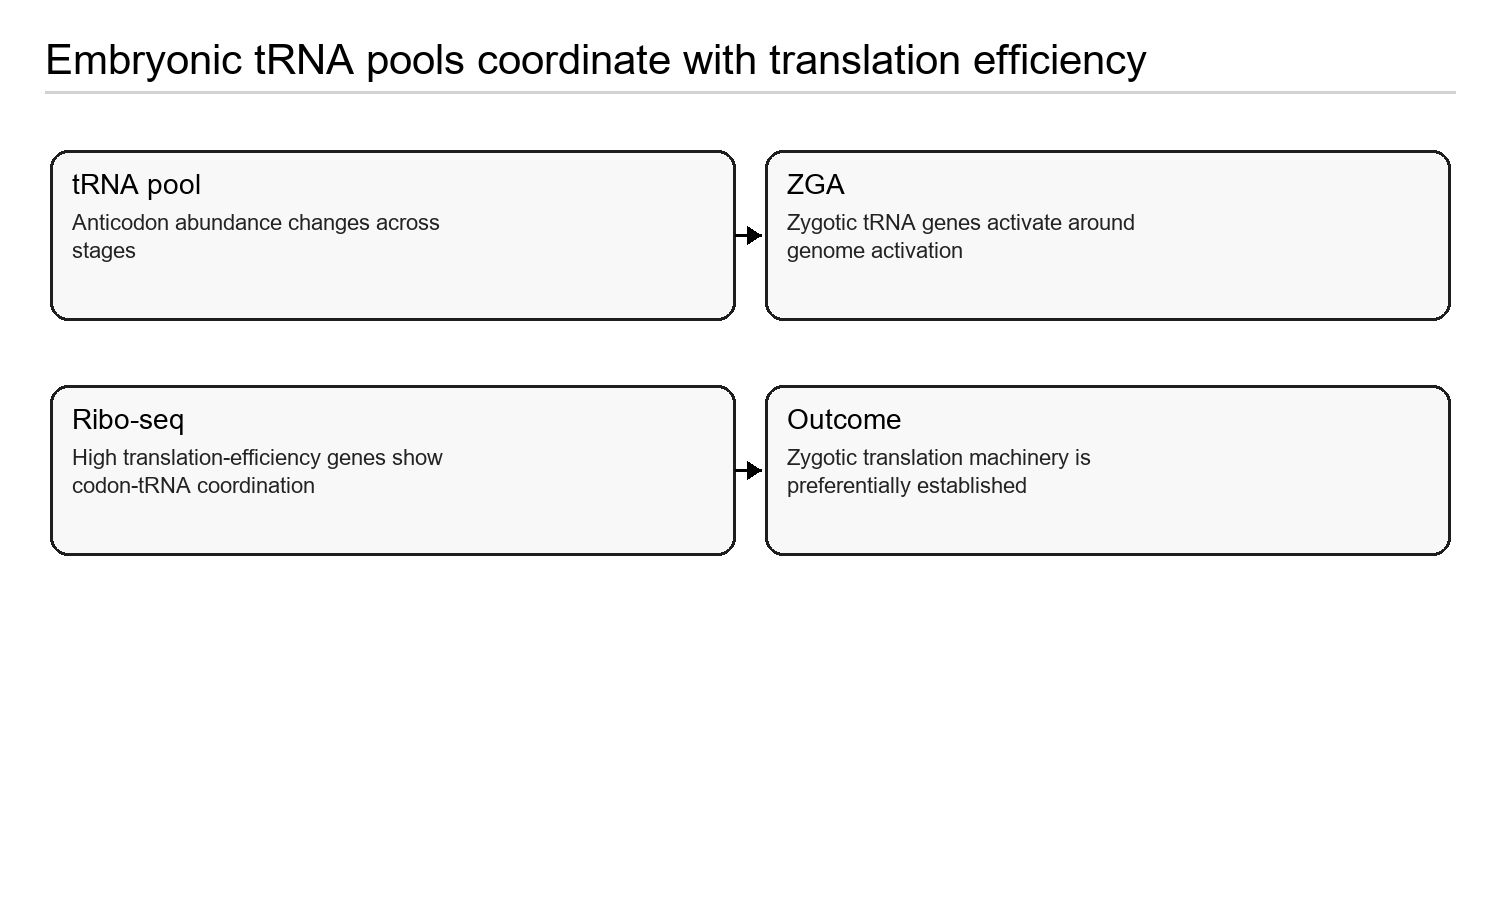 Embryonic tRNA pools coordinate with translation efficiency
tRNA pool
Anticodon abundance changes across
stages
ZGA
Zygotic tRNA genes activate around
genome activation
Ribo-seq
High translation-efficiency genes show
codon-tRNA coordination
Outcome
Zygotic translation machinery is
preferentially established